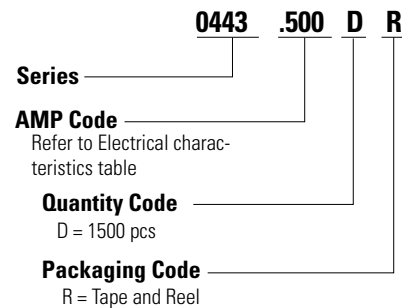 0443 .500 D R
Series
AMP Code
Refer to Electrical charac-
teristics table
Quantity Code
D = 1500 pcs
Packaging Code
R = Tape and Reel